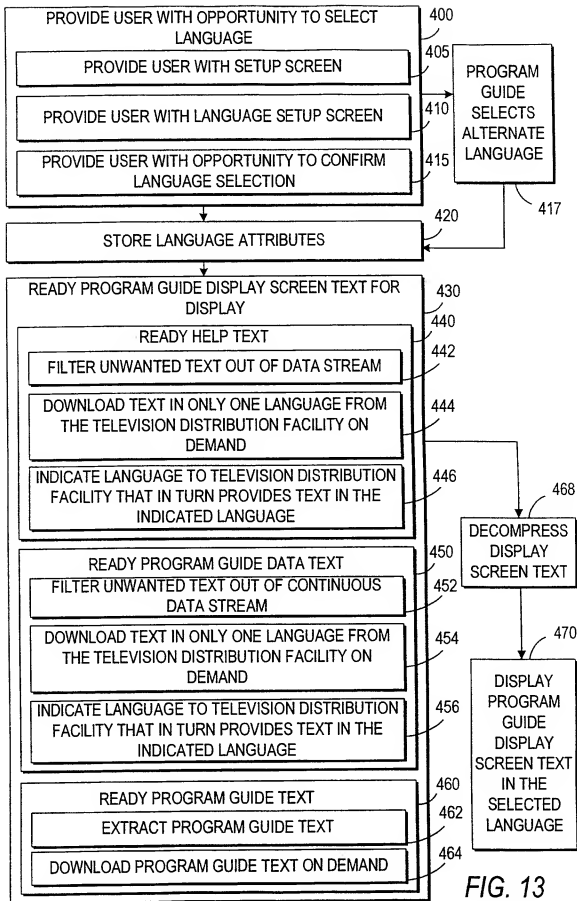 PROVIDE USER WITH OPPORTUNITY TO SELECT
LANGUAGE
400
PROVIDE USER WITH SETUP SCREEN
405
PROVIDE USER WITH LANGUAGE SETUP SCREEN
410
PROVIDE USER WITH OPPORTUNITY TO CONFIRM
LANGUAGE SELECTION
415
PROGRAM
GUIDE
SELECTS
ALTERNATE
LANGUAGE
417
STORE LANGUAGE ATTRIBUTES
420
READY PROGRAM GUIDE DISPLAY SCREEN TEXT FOR
DISPLAY
430
READY HELP TEXT
440
FILTER UNWANTED TEXT OUT OF DATA STREAM
442
DOWNLOAD TEXT IN ONLY ONE LANGUAGE FROM
THE TELEVISION DISTRIBUTION FACILITY ON
DEMAND
444
INDICATE LANGUAGE TO TELEVISION DISTRIBUTION
FACILITY THAT IN TURN PROVIDES TEXT IN THE
INDICATED LANGUAGE
446
READY PROGRAM GUIDE DATA TEXT
450
FILTER UNWANTED TEXT OUT OF CONTINUOUS
DATA STREAM
452
DOWNLOAD TEXT IN ONLY ONE LANGUAGE FROM
THE TELEVISION DISTRIBUTION FACILITY ON
DEMAND
454
INDICATE LANGUAGE TO TELEVISION DISTRIBUTION
FACILITY THAT IN TURN PROVIDES TEXT IN THE
INDICATED LANGUAGE
456
READY PROGRAM GUIDE TEXT
460
EXTRACT PROGRAM GUIDE TEXT
462
DOWNLOAD PROGRAM GUIDE TEXT ON DEMAND
464
468
DECOMPRESS
DISPLAY
SCREEN TEXT
470
DISPLAY
PROGRAM
GUIDE
DISPLAY
SCREEN TEXT
IN THE
SELECTED
LANGUAGE
FIG. 13